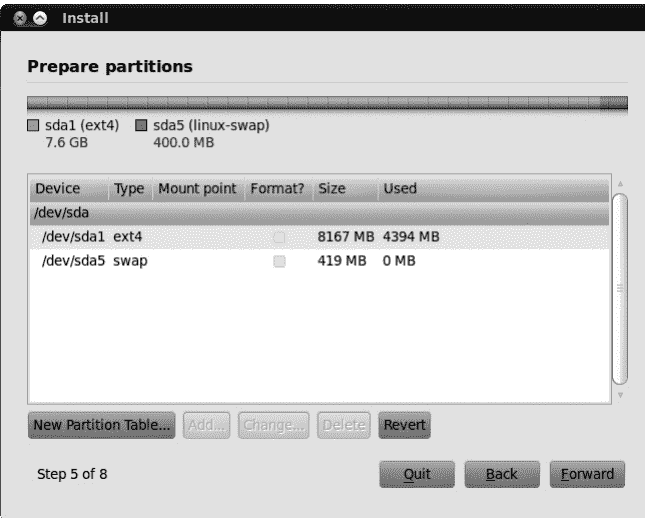 Install
Prepare partitions
sda1 (ext4) sda5 (linux-swap)
7.6 GB 400.0 MB
Device Type Mount point Format? Size Used
/dev/sda
/dev/sda1 ext4 8167 MB 4394 MB
/dev/sda5 swap 419 MB 0 MB
New Partition Table... Add... Change... Delete Revert
Step 5 of 8 Quit Back Forward